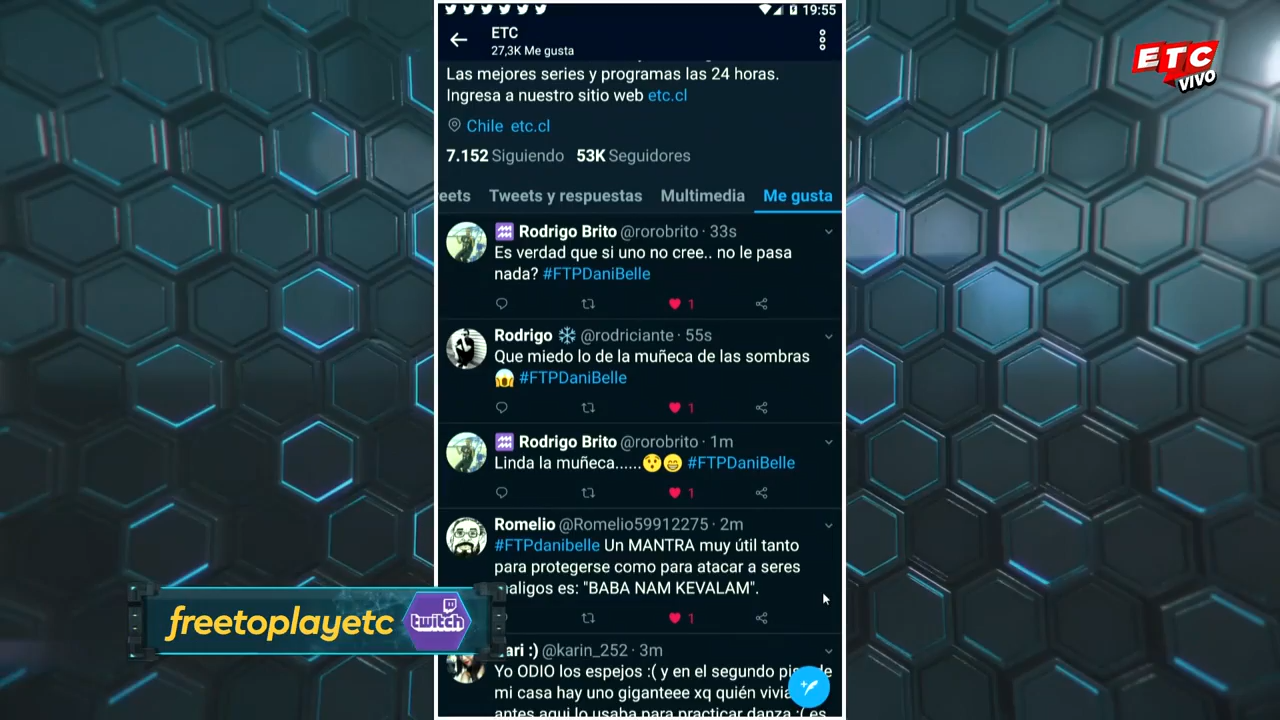 19:55
ETC
27,3K Me gusta
Las mejores series y programas las 24 horas.
Ingresa a nuestro sitio web etc.cl
Chile etc.cl
7.152 Siguiendo 53K Seguidores
eets Tweets y respuestas Multimedia Me gusta
Rodrigo Brito @rorobrito · 33s
Es verdad que si uno no cree.. no le pasa
nada? #FTPDaniBelle
1
Rodrigo ❄️ @rodriciante · 55s
Que miedo lo de la muñeca de las sombras
😱 #FTPDaniBelle
1
Rodrigo Brito @rorobrito · 1m
Linda la muñeca......😯😁 #FTPDaniBelle
1
Romelio @Romelio59912275 · 2m
#FTPdanibelle Un MANTRA muy útil tanto
para protegerse como para atacar a seres
aligos es: "BABA NAM KEVALAM".
1
ari :) @karin_252 · 3m
Yo ODIO los espejos :( y en el segundo pis de
mi casa hay uno giganteee xq quién vivia
antes aqui lo usaba para practicar danza :( es
freetoplayetc twitch
ETC
VIVO